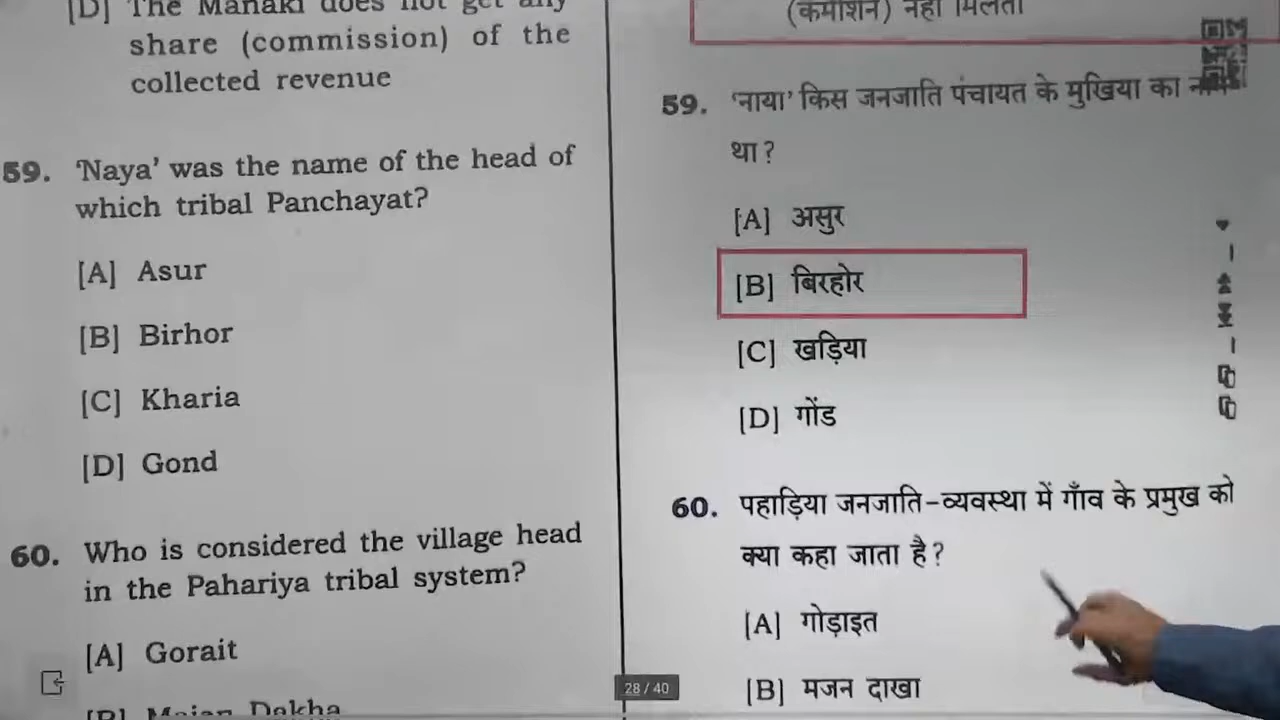 [D] The Manaki does not get any
share (commission) of the
collected revenue
59. 'Naya' was the name of the head of
which tribal Panchayat?
[A] Asur
[B] Birhor
[C] Kharia
[D] Gond
60. Who is considered the village head
in the Pahariya tribal system?
[A] Gorait
[B] Majan Dakha
(कमीशन) नहीं मिलता
59. 'नाया' किस जनजाति पंचायत के मुखिया का नाम
था?
[A] असुर
[B] बिरहोर
[C] खड़िया
[D] गोंड
60. पहाड़िया जनजाति-व्यवस्था में गाँव के प्रमुख को
क्या कहा जाता है?
[A] गोड़ाइत
[B] मजन दाखा
28 / 40